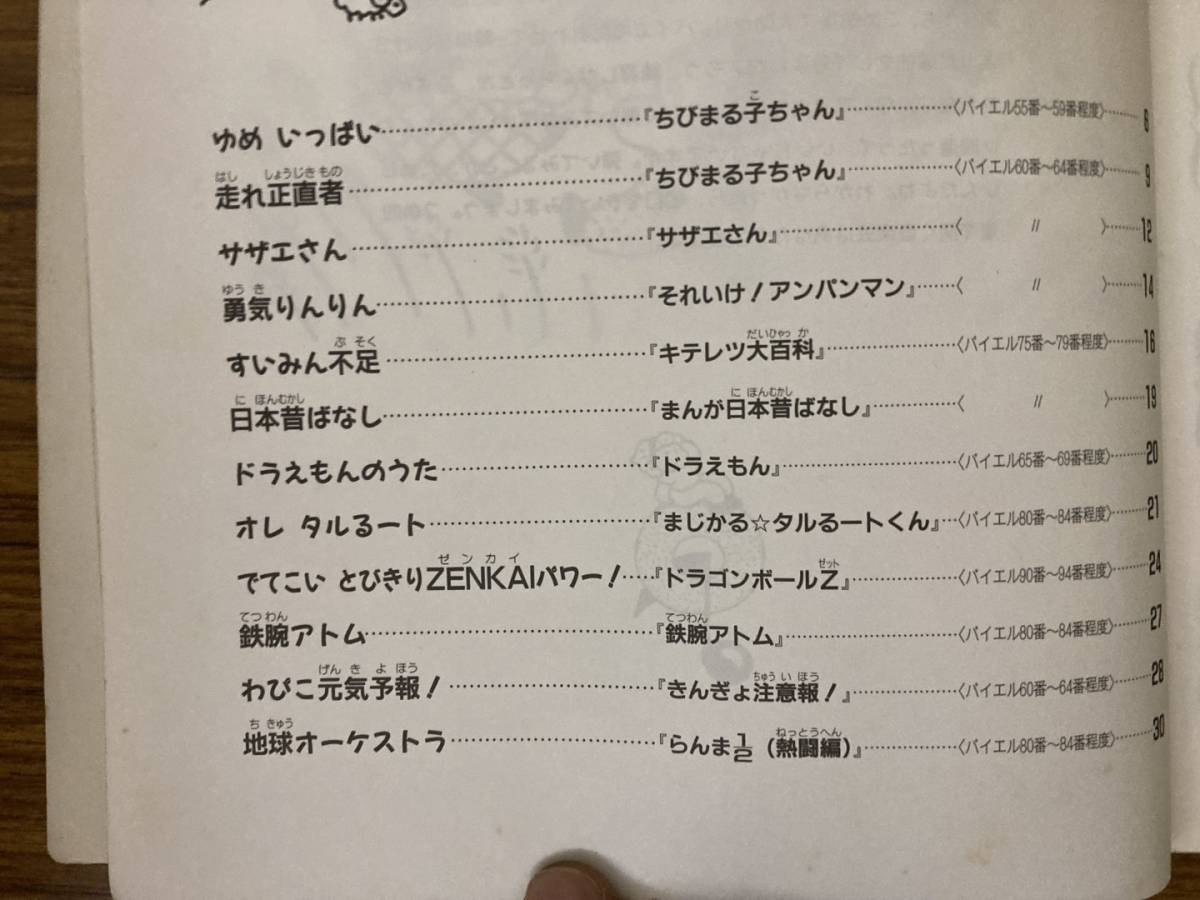 ゆめ いっぱい……『ちびまる子ちゃん』……〈バイエル55番～59番程度〉……6
走れ正直者……『ちびまる子ちゃん』……〈バイエル60番～64番程度〉……9
サザエさん……『サザエさん』……〈 〃 〉……12
勇気りんりん……『それいけ！アンパンマン』……〈 〃 〉……14
すいみん不足……『キテレツ大百科』……〈バイエル75番～79番程度〉……16
日本昔ばなし……『まんが日本昔ばなし』……〈 〃 〉……19
ドラえもんのうた……『ドラえもん』……〈バイエル65番～69番程度〉……20
オレ タルるート……『まじかる☆タルるートくん』…〈バイエル80番～84番程度〉……21
でてこい とびきりZENKAIパワー！……『ドラゴンボールZ』……〈バイエル90番～94番程度〉……24
鉄腕アトム……『鉄腕アトム』……〈バイエル80番～84番程度〉……27
わぴこ元気予報！……『きんぎょ注意報！』……〈バイエル60番～64番程度〉……28
地球オーケストラ……『らんま1/2（熱闘編）』……〈バイエル80番～84番程度〉……30